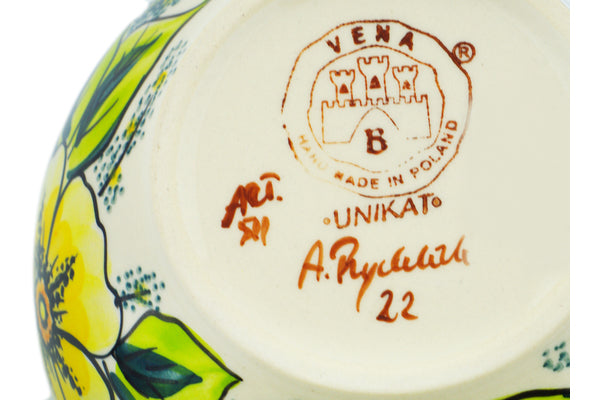 VENA ®
B
HAND MADE IN POLAND
ART.
•UNIKAT•
A.
22